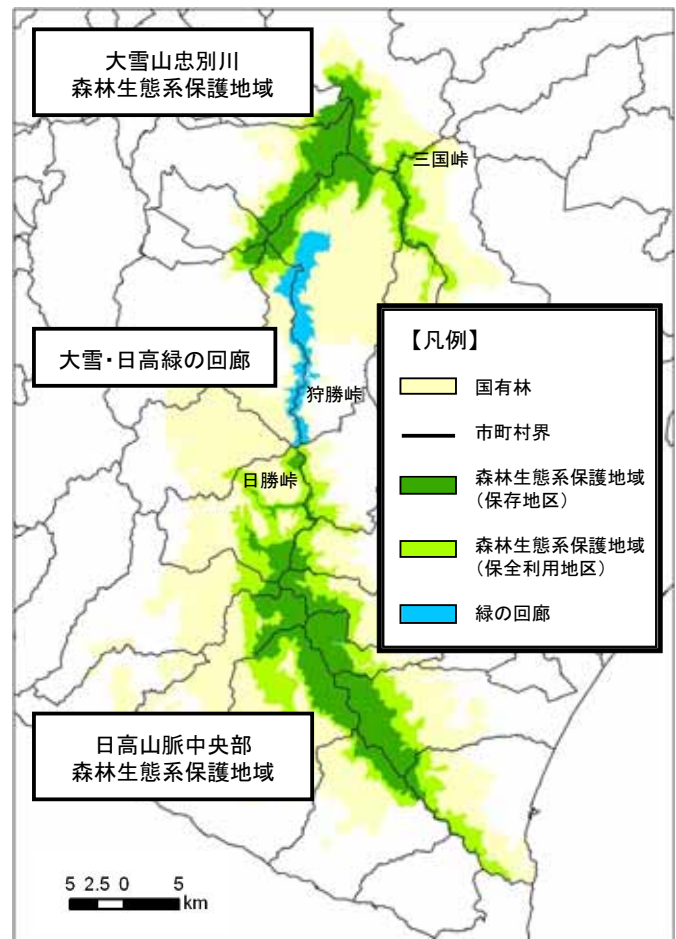 大雪山忠別川
森林生態系保護地域
三国峠
大雪・日高緑の回廊
狩勝峠
日勝峠
【凡例】
国有林
市町村界
森林生態系保護地域
（保存地区）
森林生態系保護地域
（保全利用地区）
緑の回廊
日高山脈中央部
森林生態系保護地域
5 2.5 0 5
km